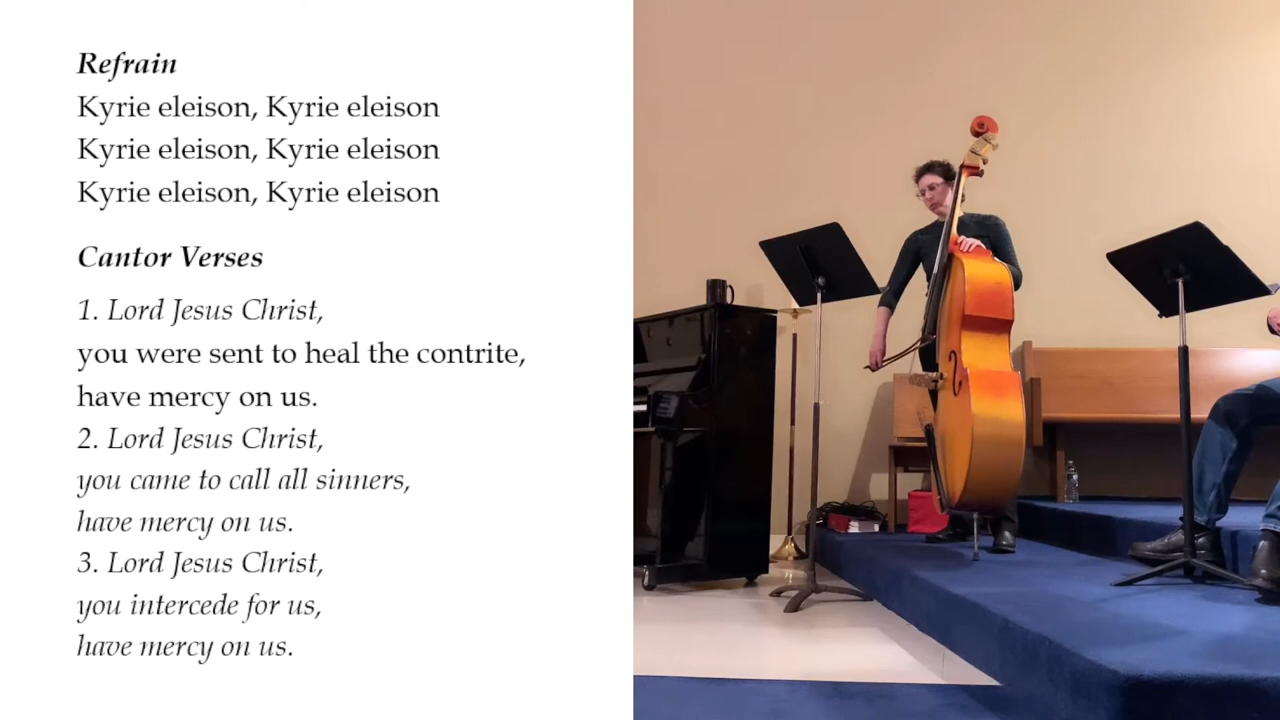 Refrain
Kyrie eleison, Kyrie eleison
Kyrie eleison, Kyrie eleison
Kyrie eleison, Kyrie eleison
Cantor Verses
1. Lord Jesus Christ,
you were sent to heal the contrite,
have mercy on us.
2. Lord Jesus Christ,
you came to call all sinners,
have mercy on us.
3. Lord Jesus Christ,
you intercede for us,
have mercy on us.